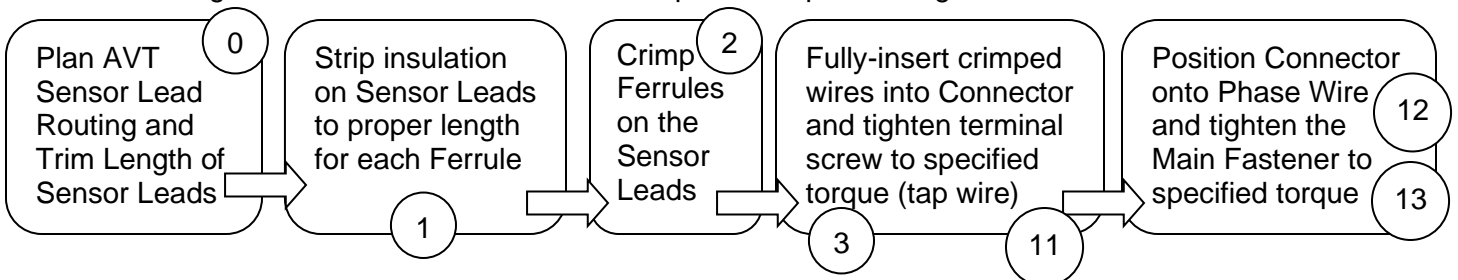 Plan AVT
Sensor Lead
Routing and
Trim Length of
Sensor Leads
0
Strip insulation
on Sensor Leads
to proper length
for each Ferrule
1
Crimp
Ferrules
on the
Sensor
Leads
2
Fully-insert crimped
wires into Connector
and tighten terminal
screw to specified
torque (tap wire)
3
11
Position Connector
onto Phase Wire
and tighten the
Main Fastener to
specified torque
12
13